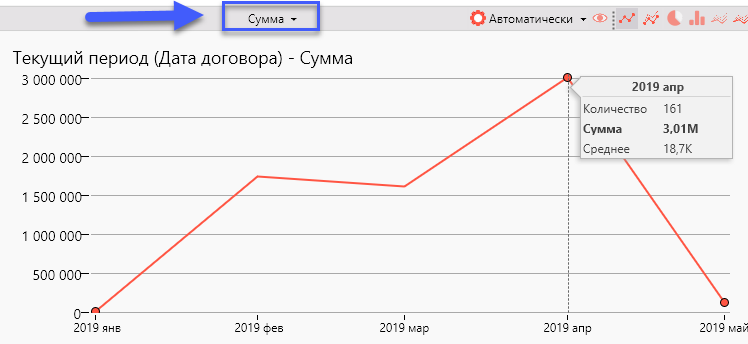 Сумма Автоматически
Текущий период (Дата договора) - Сумма
3 000 000
2 500 000
2 000 000
1 500 000
1 000 000
500 000
0
2019 апр
Количество 161
Сумма 3,01M
Среднее 18,7K
2019 янв 2019 фев 2019 мар 2019 апр 2019 май